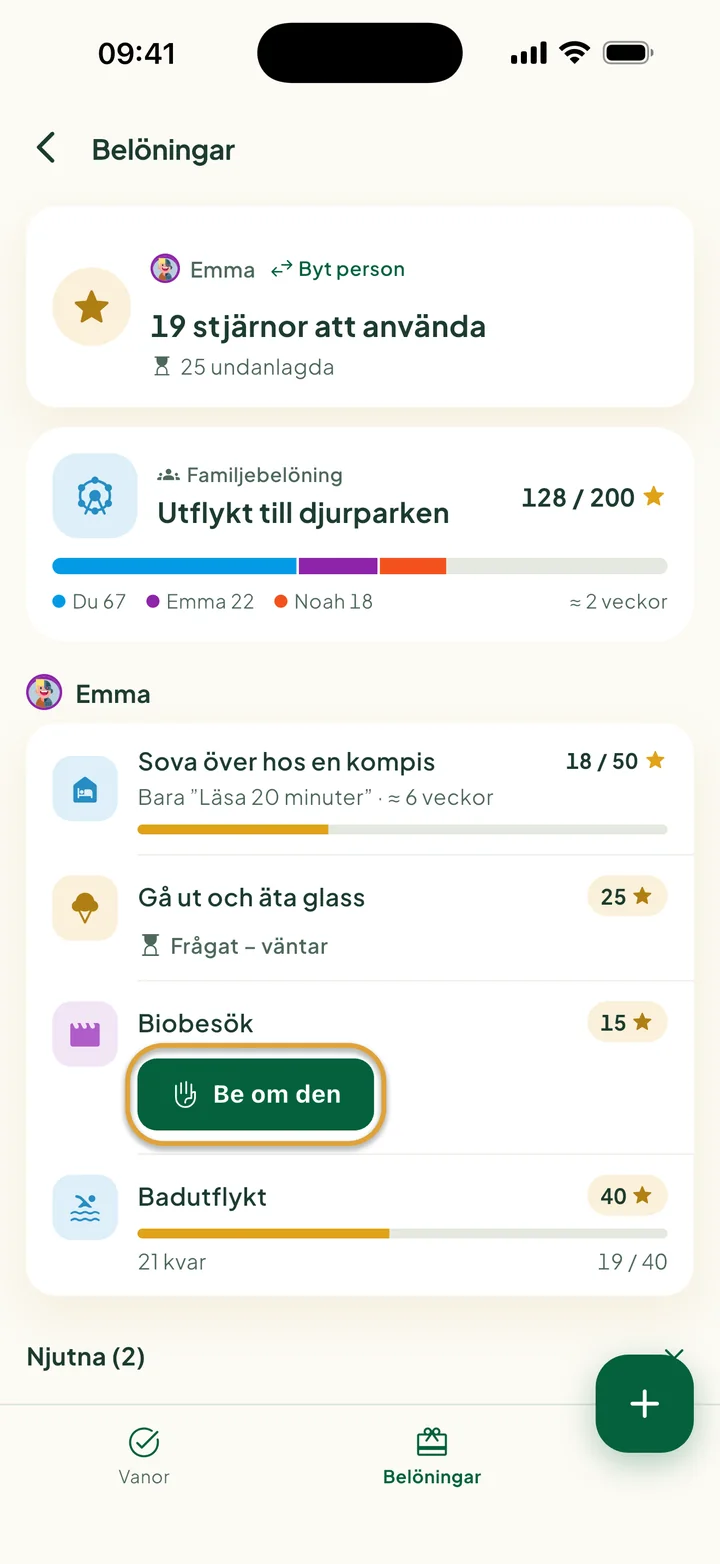 09:41
Belöningar
Emma Byt person
19 stjärnor att använda
25 undanlagda
Familjebelöning
Utflykt till djurparken
128 / 200
Du 67 Emma 22 Noah 18 ≈ 2 veckor
Emma
Sova över hos en kompis 18 / 50
Bara ”Läsa 20 minuter” · ≈ 6 veckor
Gå ut och äta glass 25
Frågat – väntar
Biobesök 15
Be om den
Badutflykt 40
21 kvar 19 / 40
Njutna (2)
Vanor Belöningar